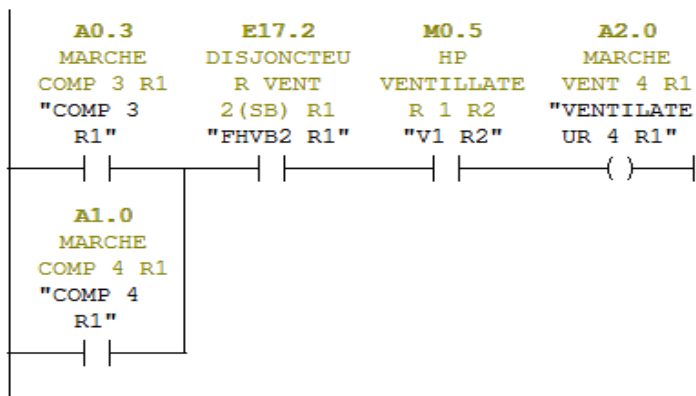 A0.3 E17.2 M0.5 A2.0
MARCHE DISJONCTEU HP MARCHE
COMP 3 R1 R VENT VENTILLATE VENT 4 R1
"COMP 3 2(SB) R1 R 1 R2 "VENTILATE
R1" "FHVB2 R1" "V1 R2" UR 4 R1"
A1.0
MARCHE
COMP 4 R1
"COMP 4
R1"